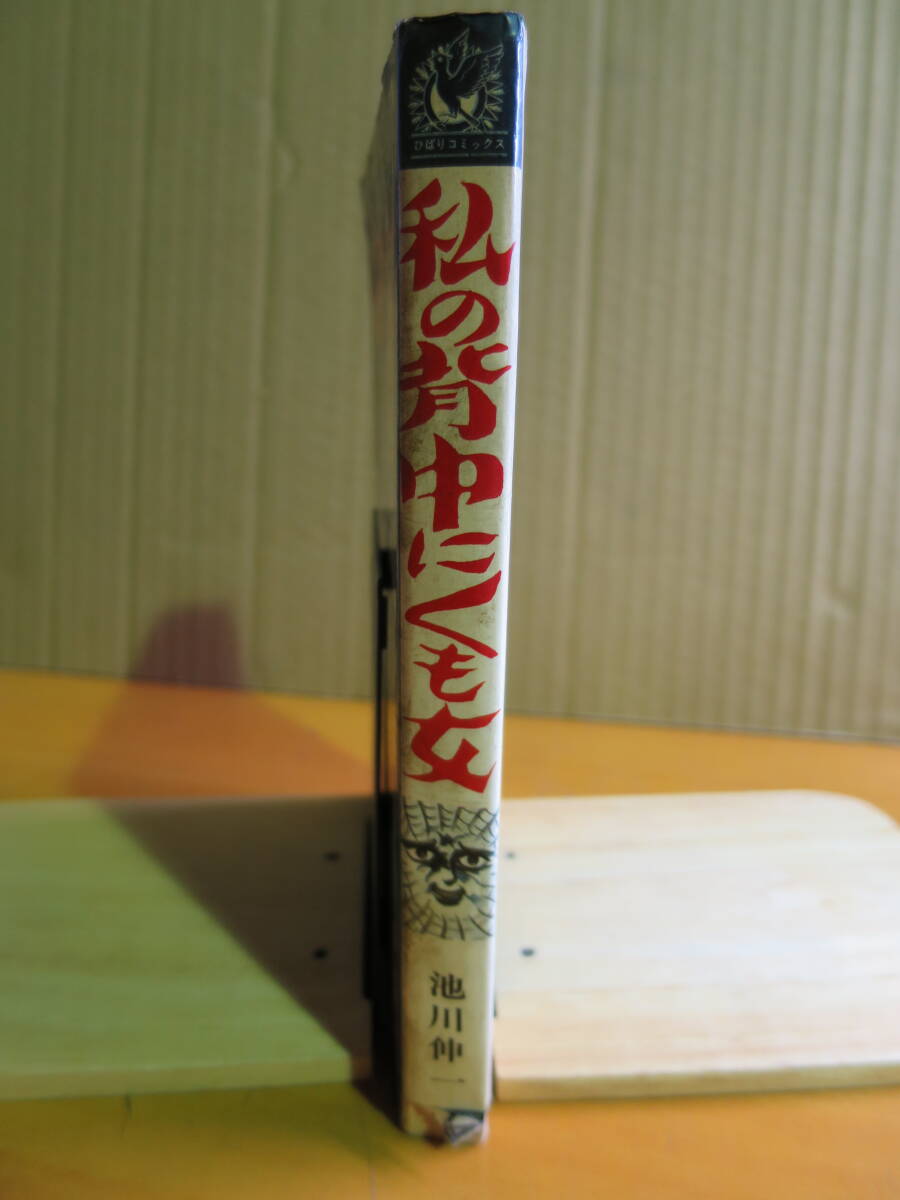 ひばりコミックス
私の背中にくも女
池川伸一